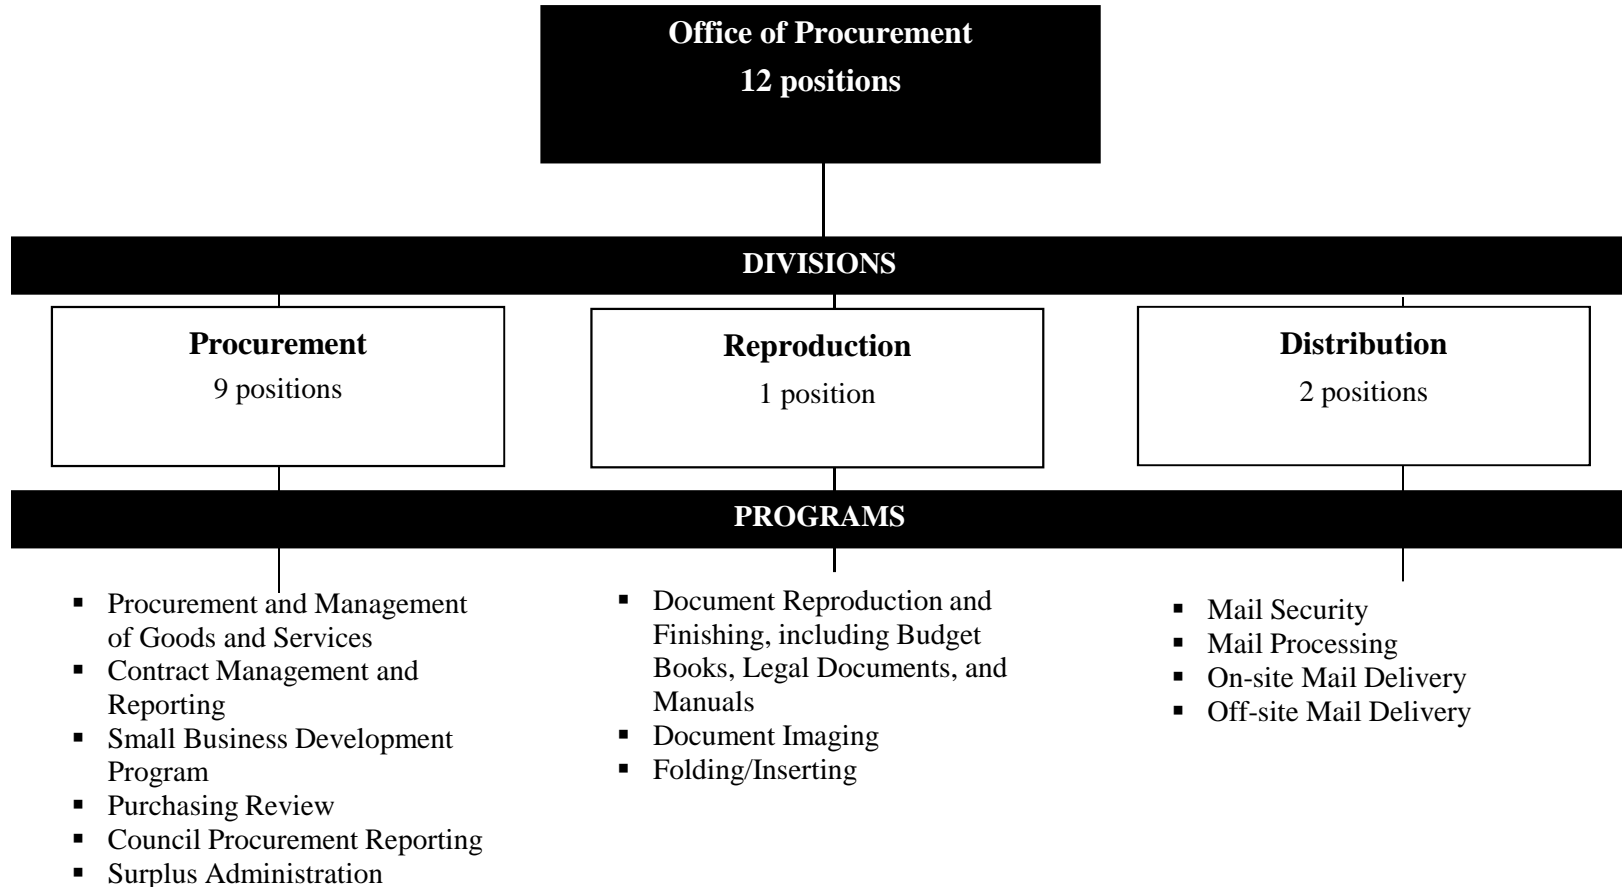 Office of Procurement
12 positions
DIVISIONS
Procurement
9 positions
Reproduction
1 position
Distribution
2 positions
PROGRAMS
▪ Procurement and Management
of Goods and Services
▪ Contract Management and
Reporting
▪ Small Business Development
Program
▪ Purchasing Review
▪ Council Procurement Reporting
▪ Surplus Administration
▪ Document Reproduction and
Finishing, including Budget
Books, Legal Documents, and
Manuals
▪ Document Imaging
▪ Folding/Inserting
▪ Mail Security
▪ Mail Processing
▪ On-site Mail Delivery
▪ Off-site Mail Delivery